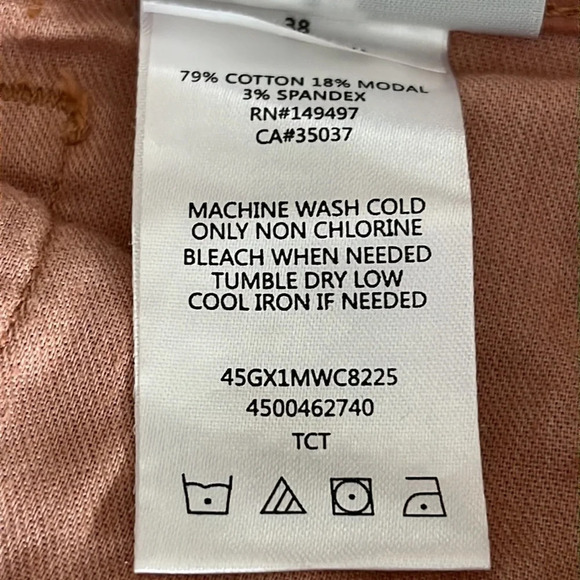 38
79% COTTON 18% MODAL
3% SPANDEX
RN#149497
CA#35037
MACHINE WASH COLD
ONLY NON CHLORINE
BLEACH WHEN NEEDED
TUMBLE DRY LOW
COOL IRON IF NEEDED
45GX1MWC8225
4500462740
TCT